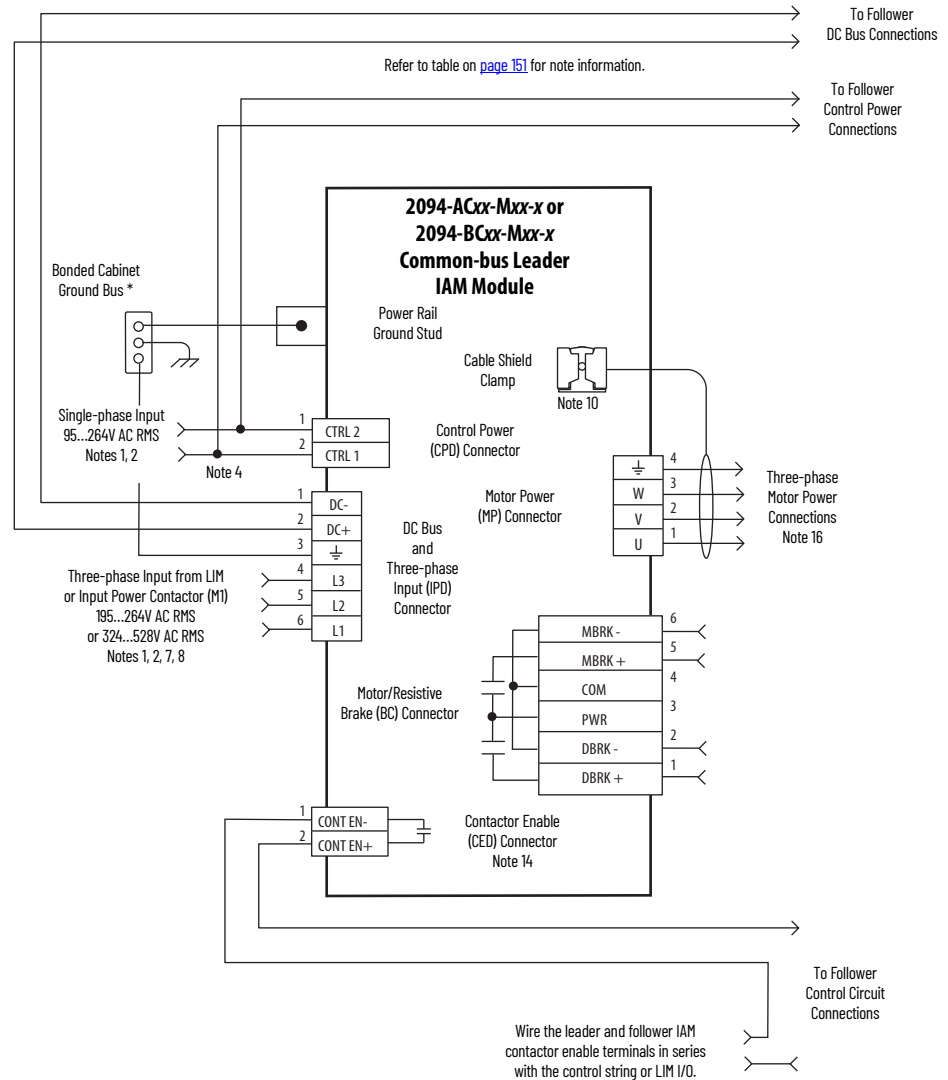 To Follower
DC Bus Connections
Refer to table on page 151 for note information.
To Follower
Control Power
Connections
2094-ACxx-Mxx-x or
2094-BCxx-Mxx-x
Common-bus Leader
IAM Module
Bonded Cabinet
Ground Bus *
Power Rail
Ground Stud
Cable Shield
Clamp
Note 10
Single-phase Input
95...264V AC RMS
Notes 1, 2
Note 4
1
CTRL 2
2
CTRL 1
Control Power
(CPD) Connector
1
DC-
2
DC+
3
4
L3
5
L2
6
L1
DC Bus
and
Three-phase
Input (IPD)
Connector
Motor Power
(MP) Connector
4
W
3
V
2
U
1
Three-phase
Motor Power
Connections
Note 16
Three-phase Input from LIM
or Input Power Contactor (M1)
195...264V AC RMS
or 324...528V AC RMS
Notes 1, 2, 7, 8
Motor/Resistive
Brake (BC) Connector
MBRK -
6
MBRK +
5
COM
4
PWR
3
DBRK -
2
DBRK +
1
1
CONT EN-
2
CONT EN+
Contactor Enable
(CED) Connector
Note 14
To Follower
Control Circuit
Connections
Wire the leader and follower IAM
contactor enable terminals in series
with the control string or LIM I/O.